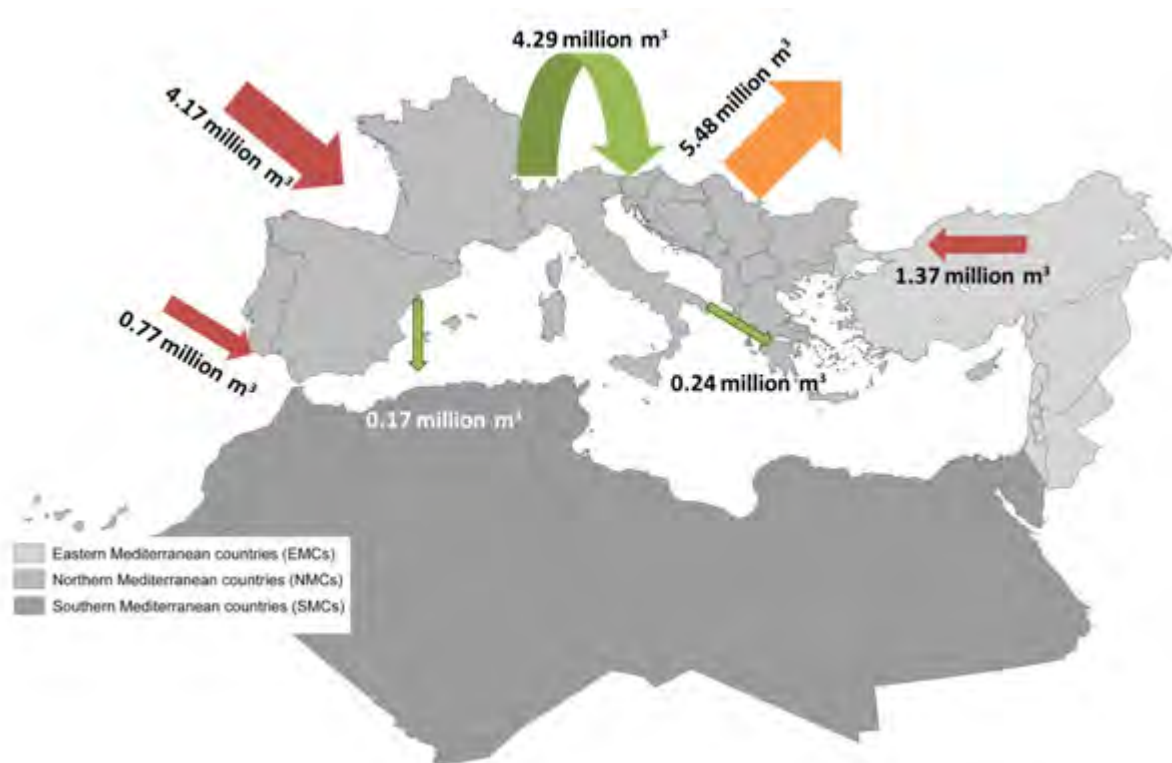 4.29 million m³
5.48 million m³
4.17 million m³
1.37 million m³
0.77 million m³
0.24 million m³
0.17 million m³
Eastern Mediterranean countries (EMCs)
Northern Mediterranean countries (NMCs)
Southern Mediterranean countries (SMCs)